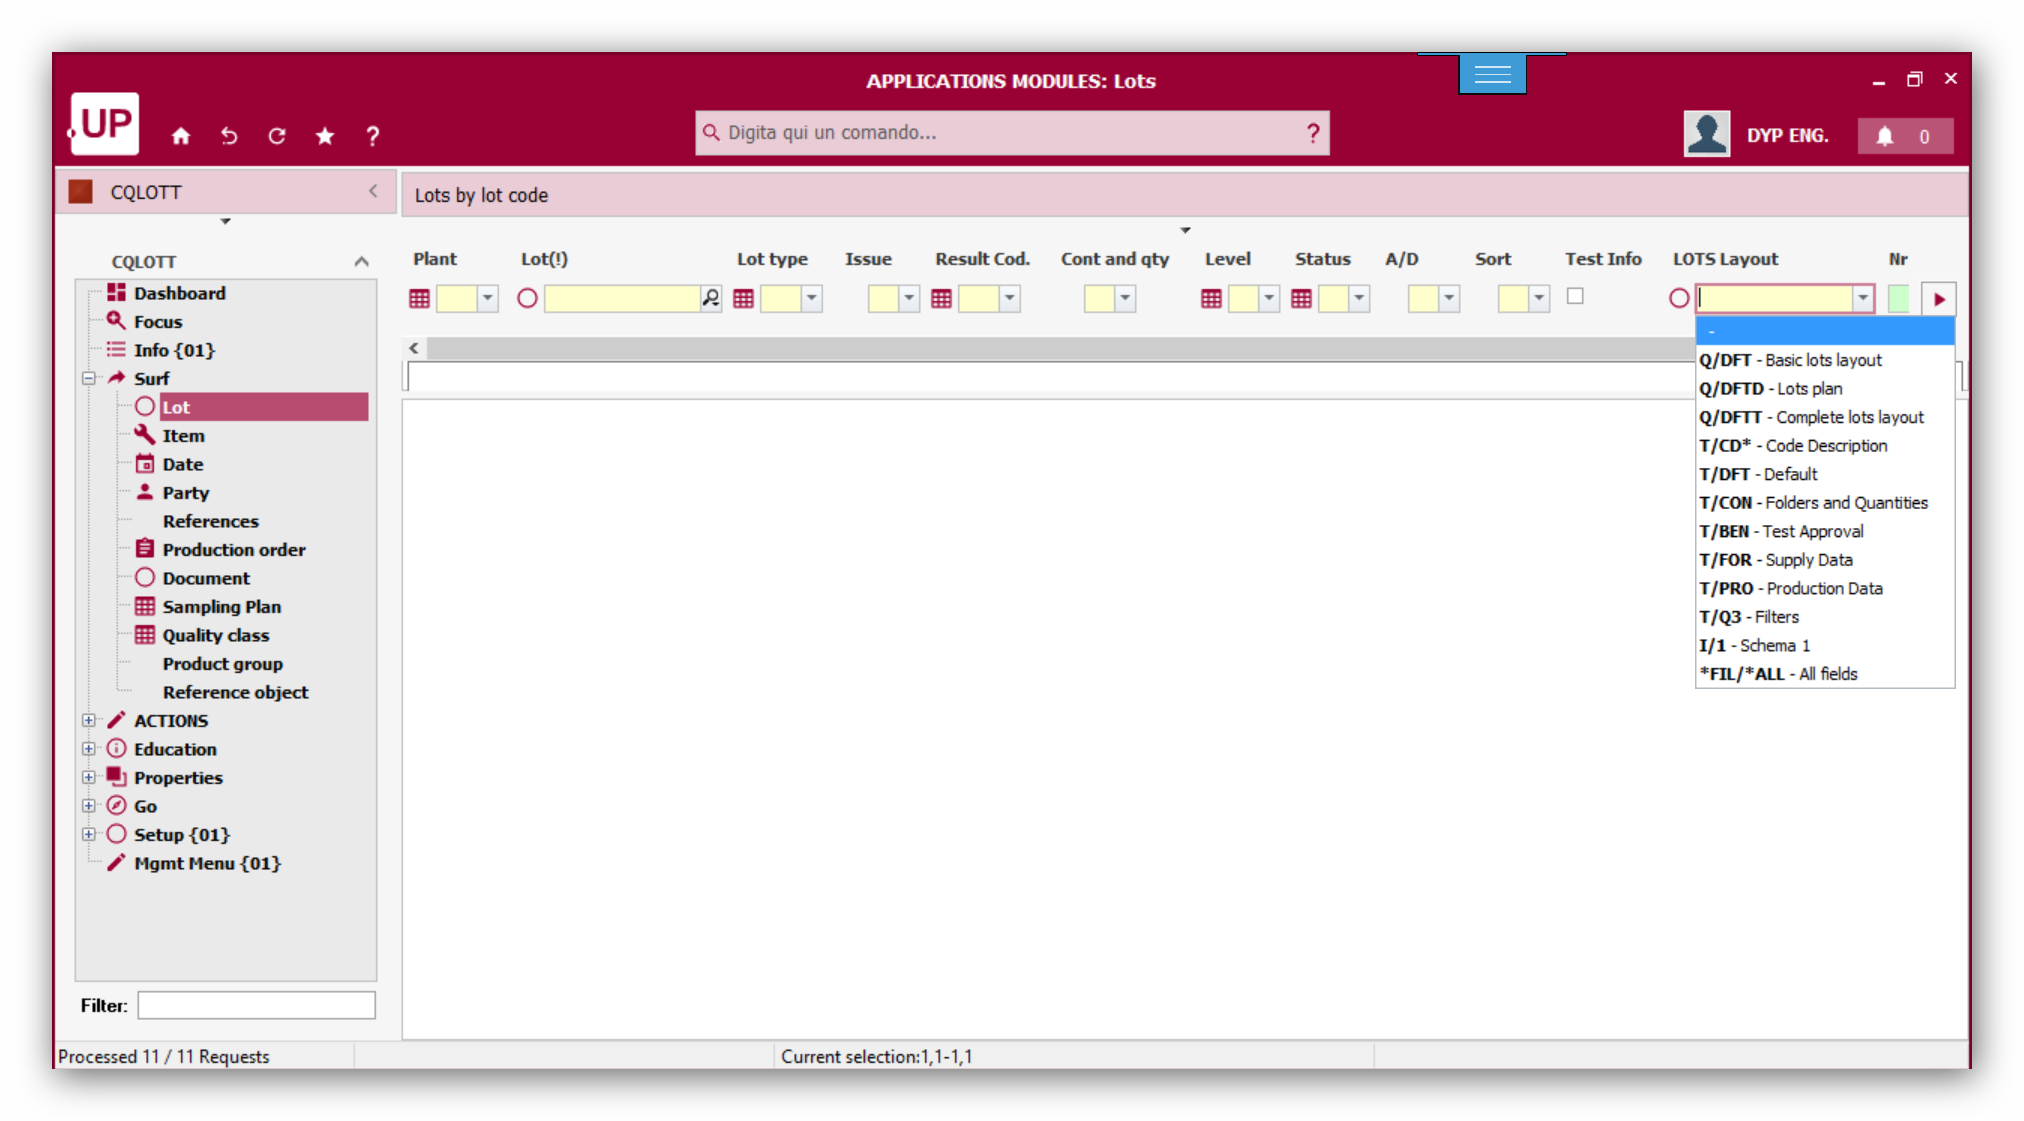 APPLICATIONS MODULES: Lots
UP
?
Digita qui un comando...
?
DYP ENG.
0
CQLOTT
Lots by lot code
CQLOTT
Dashboard
Focus
Info {01}
Surf
Lot
Item
Date
Party
References
Production order
Document
Sampling Plan
Quality class
Product group
Reference object
ACTIONS
Education
Properties
Go
Setup {01}
Mgmt Menu {01}
Filter:
Plant Lot(!) Lot type Issue Result Cod. Cont and qty Level Status A/D Sort Test Info LOTS Layout Nr
-
Q/DFT - Basic lots layout
Q/DFTD - Lots plan
Q/DFTT - Complete lots layout
T/CD* - Code Description
T/DFT - Default
T/CON - Folders and Quantities
T/BEN - Test Approval
T/FOR - Supply Data
T/PRO - Production Data
T/Q3 - Filters
I/1 - Schema 1
*FIL/*ALL - All fields
Processed 11 / 11 Requests
Current selection:1,1-1,1